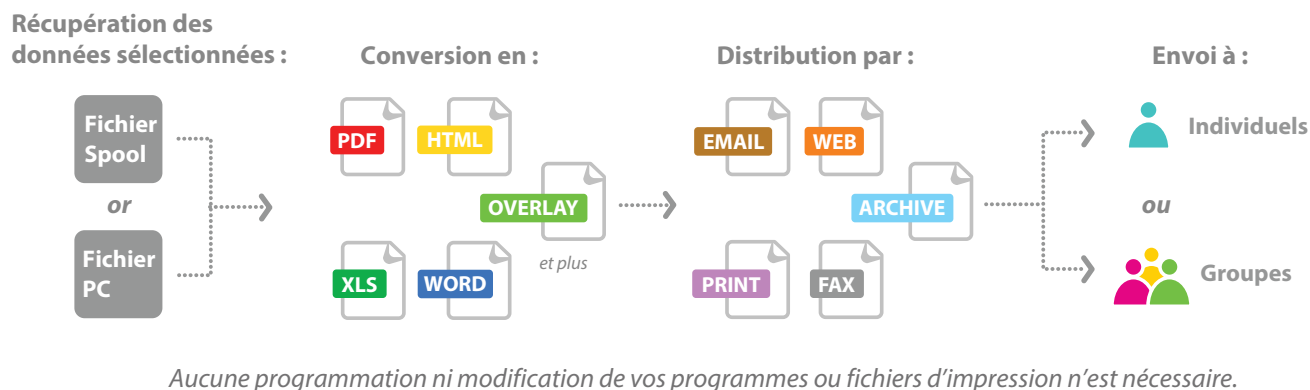 Récupération des
données sélectionnées :
Fichier
Spool
or
Fichier
PC
Conversion en :
PDF
HTML
OVERLAY
et plus
XLS
WORD
Distribution par :
EMAIL
WEB
ARCHIVE
PRINT
FAX
Envoi à :
Individuels
ou
Groupes
Aucune programmation ni modification de vos programmes ou fichiers d'impression n'est nécessaire.